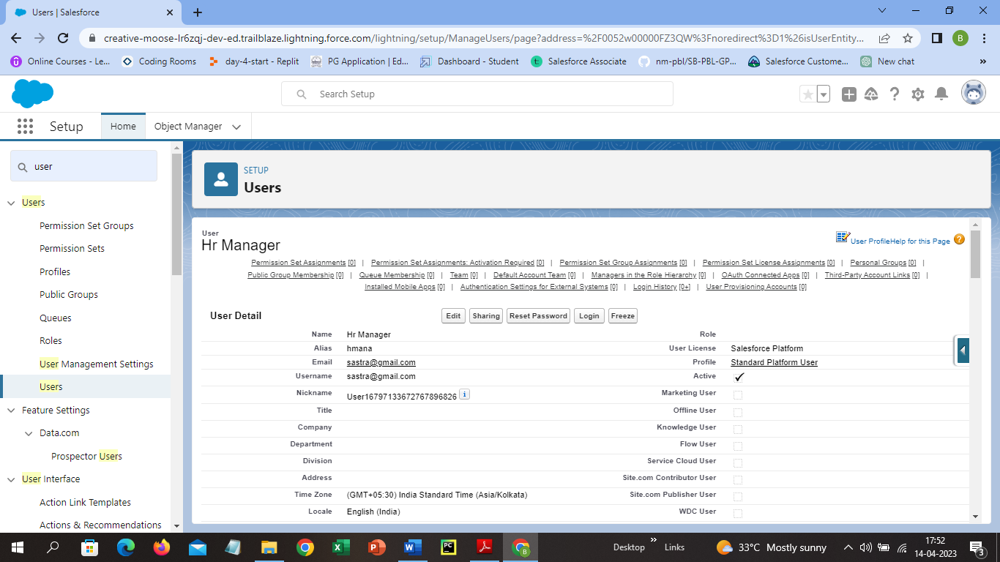 Users | Salesforce
creative-moose-lr6zqj-dev-ed.trailblaze.lightning.force.com/lightning/setup/ManageUsers/page?address=%2F0052w00000FZ3QW%3Fnoredirect%3D1%26isUserEntity...
B
Online Courses - Le...
Coding Rooms
day-4-start - Replit
PG Application | Ed...
Dashboard - Student
Salesforce Associate
nm-pbl/SB-PBL-GP...
Salesforce Custome...
New chat
»
Search Setup
Setup
Home
Object Manager
user
Users
Permission Set Groups
Permission Sets
Profiles
Public Groups
Queues
Roles
User Management Settings
Users
Feature Settings
Data.com
Prospector Users
User Interface
Action Link Templates
Actions & Recommendations
SETUP
Users
User
Hr Manager
User ProfileHelp for this Page ?
Permission Set Assignments [0] | Permission Set Assignments: Activation Required [0] | Permission Set Group Assignments [0] | Permission Set License Assignments [0] | Personal Groups [0] |
Public Group Membership [0] | Queue Membership [0] | Team [0] | Default Account Team [0] | Managers in the Role Hierarchy [0] | OAuth Connected Apps [0] | Third-Party Account Links [0] |
Installed Mobile Apps [0] | Authentication Settings for External Systems [0] | Login History [0+] | User Provisioning Accounts [0]
User Detail
Edit Sharing Reset Password Login Freeze
Name Hr Manager Role
Alias hmana User License Salesforce Platform
Email sastra@gmail.com Profile Standard Platform User
Username sastra@gmail.com Active ✓
Nickname User16797133672767896826 i Marketing User
Title Offline User
Company Knowledge User
Department Flow User
Division Service Cloud User
Address Site.com Contributor User
Time Zone (GMT+05:30) India Standard Time (Asia/Kolkata) Site.com Publisher User
Locale English (India) WDC User
Desktop » Links
33°C Mostly sunny
17:52
14-04-2023
3